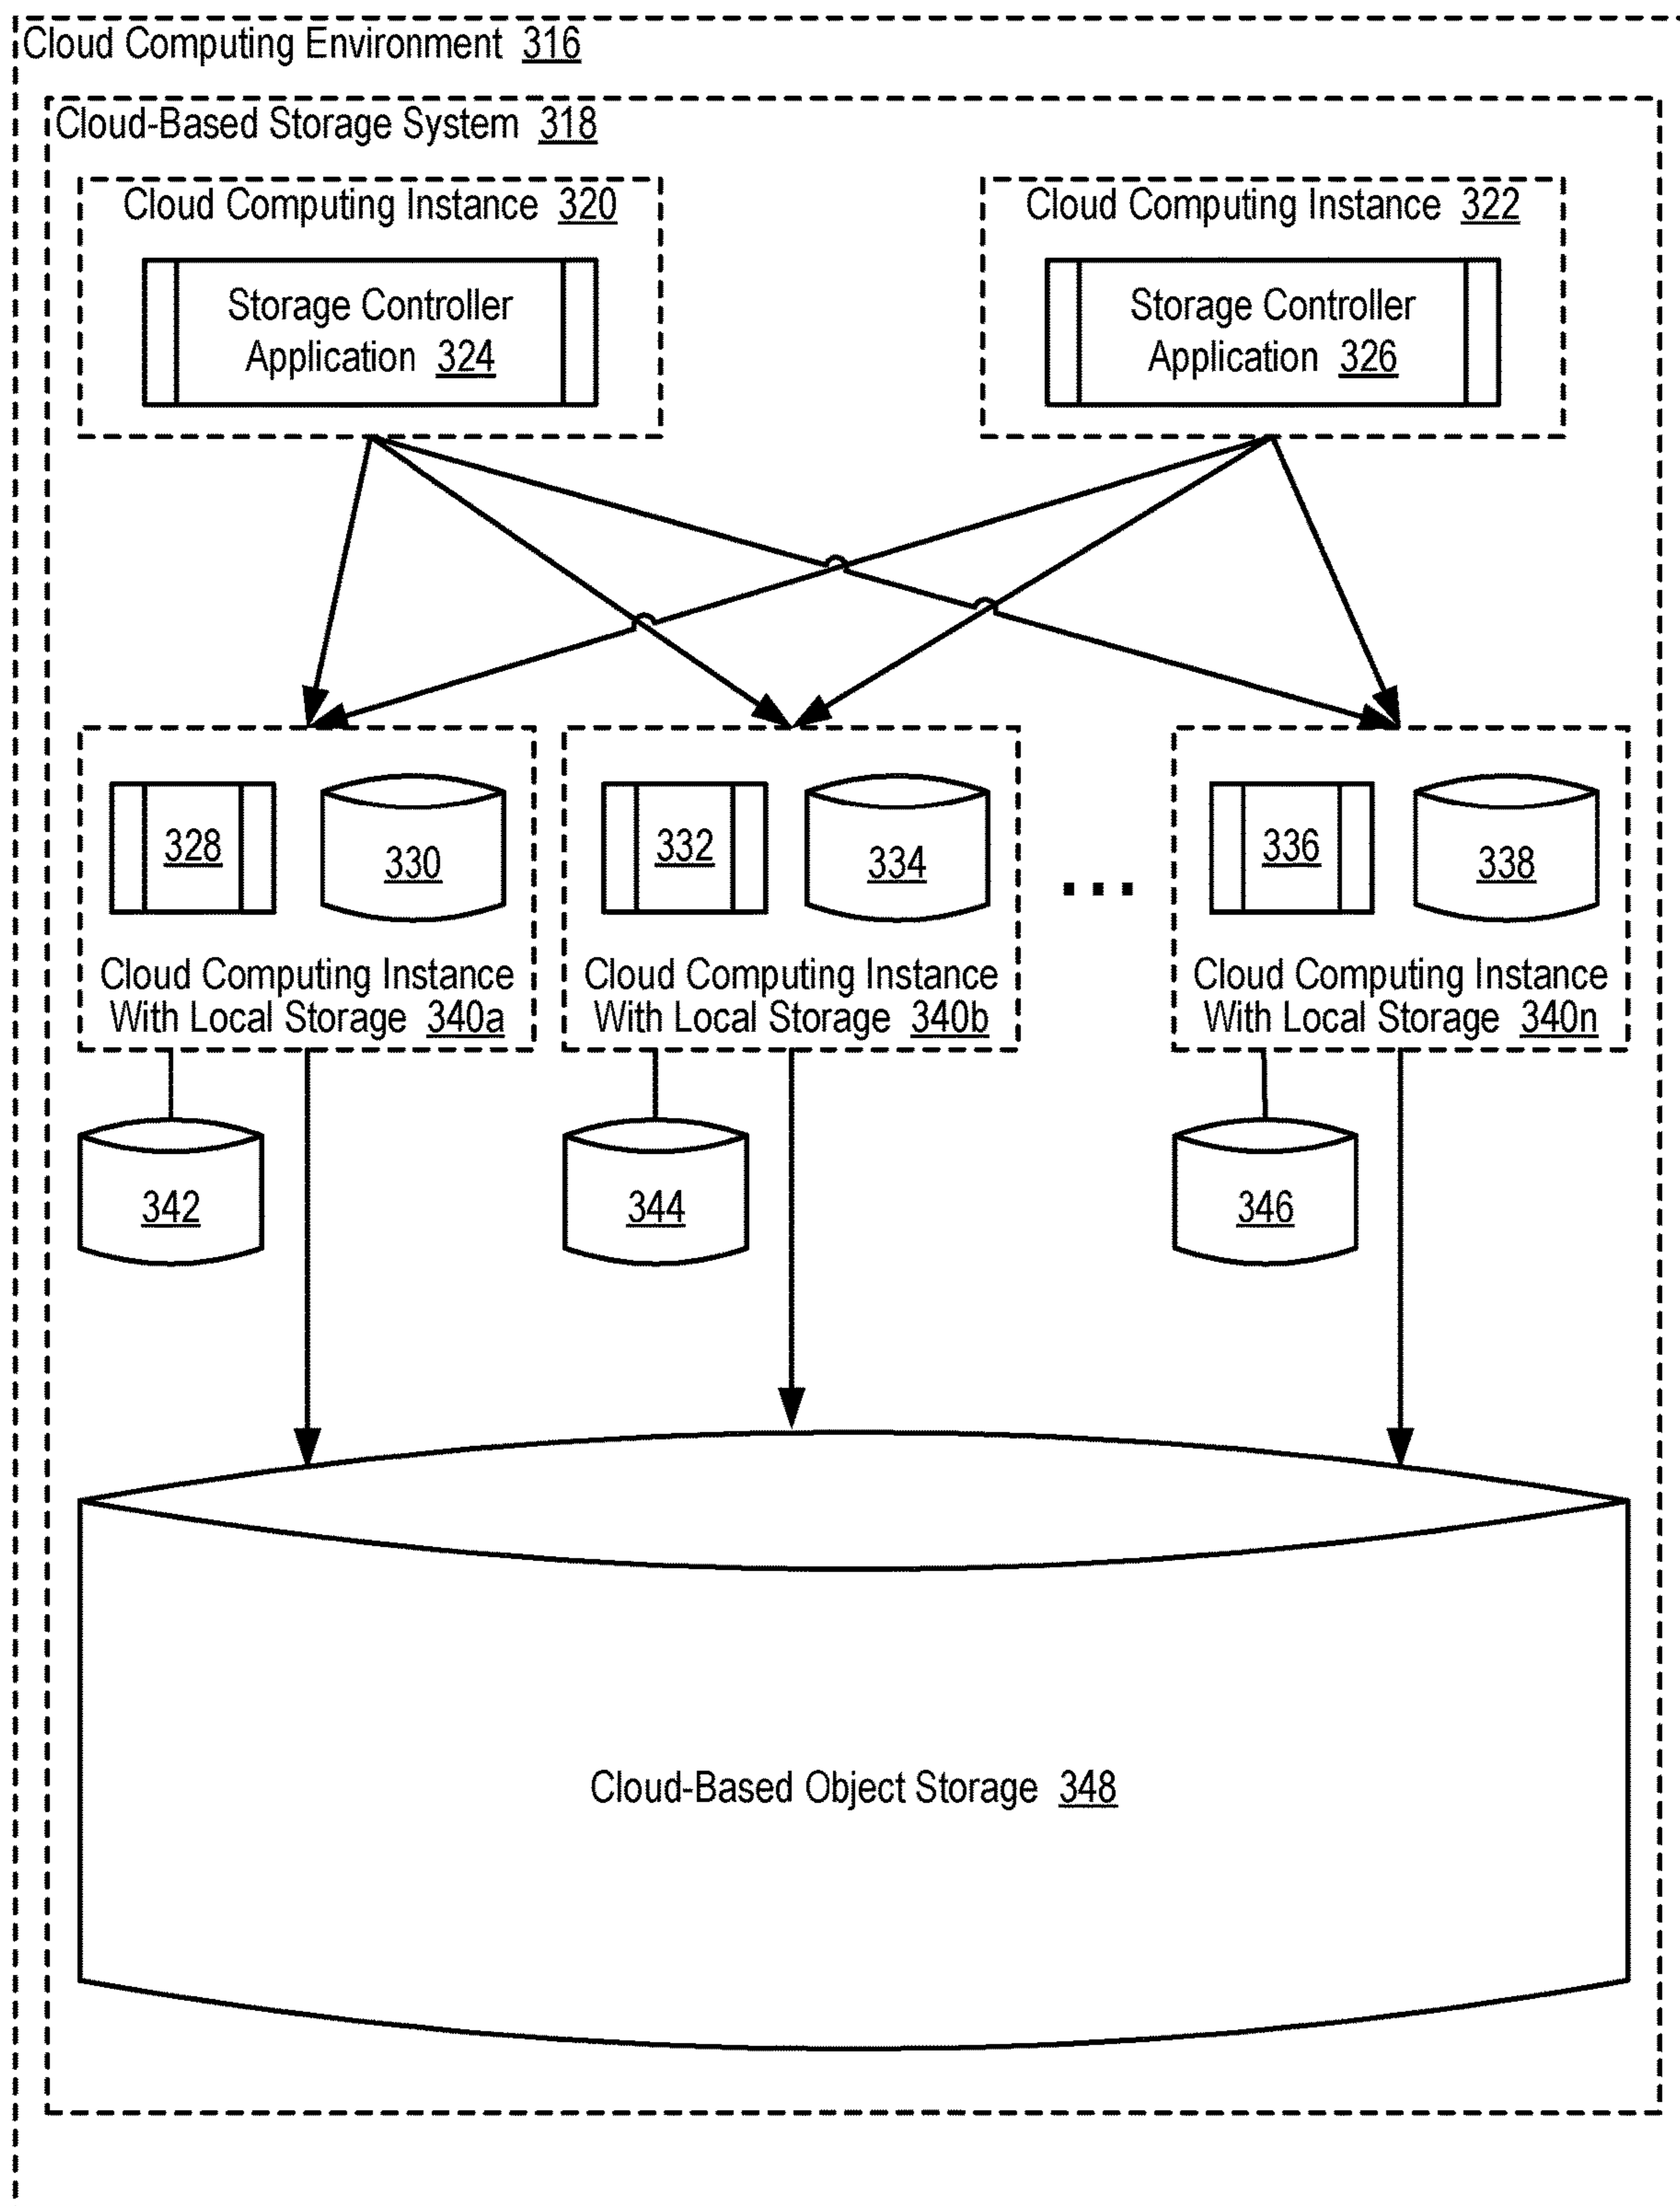 Cloud Computing Environment 316
Cloud-Based Storage System 318
Cloud Computing Instance 320
Storage Controller
Application 324
Cloud Computing Instance 322
Storage Controller
Application 326
328
330
Cloud Computing Instance
With Local Storage 340a
332
334
Cloud Computing Instance
With Local Storage 340b
...
336
338
Cloud Computing Instance
With Local Storage 340n
342
344
346
Cloud-Based Object Storage 348